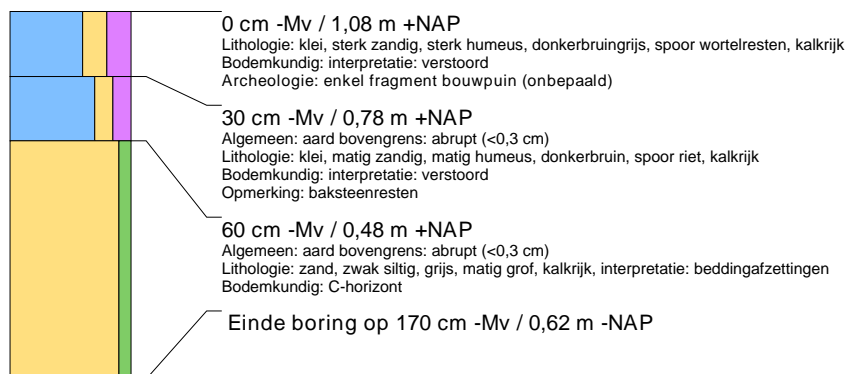 0 cm -Mv / 1,08 m +NAP
Lithologie: klei, sterk zandig, sterk humeus, donkerbruingrijs, spoor wortelresten, kalkrijk
Bodemkundig: interpretatie: verstoord
Archeologie: enkel fragment bouwpuin (onbepaald)
30 cm -Mv / 0,78 m +NAP
Algemeen: aard bovengrens: abrupt (<0,3 cm)
Lithologie: klei, matig zandig, matig humeus, donkerbruin, spoor riet, kalkrijk
Bodemkundig: interpretatie: verstoord
Opmerking: baksteenresten
60 cm -Mv / 0,48 m +NAP
Algemeen: aard bovengrens: abrupt (<0,3 cm)
Lithologie: zand, zwak siltig, grijs, matig grof, kalkrijk, interpretatie: beddingafzettingen
Bodemkundig: C-horizont
Einde boring op 170 cm -Mv / 0,62 m -NAP